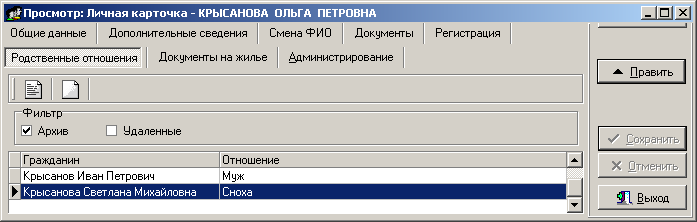 Просмотр: Личная карточка - КРЫСАНОВА ОЛЬГА ПЕТРОВНА
Общие данные Дополнительные сведения Смена ФИО Документы Регистрация
Родственные отношения Документы на жилье Администрирование
Править
Фильтр
Архив Удаленные
Сохранить
Отменить
Выход
Гражданин Отношение
Крысанов Иван Петрович Муж
Крысанова Светлана Михайловна Сноха